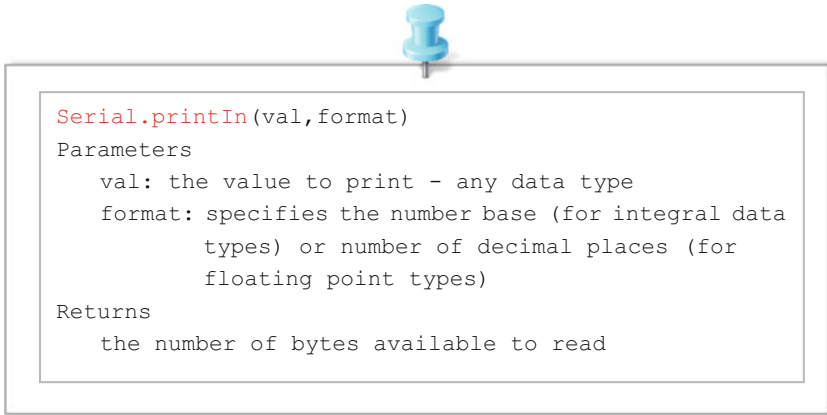 Serial.printIn(val,format)
Parameters
val: the value to print - any data type
format: specifies the number base (for integral data
types) or number of decimal places (for
floating point types)
Returns
the number of bytes available to read